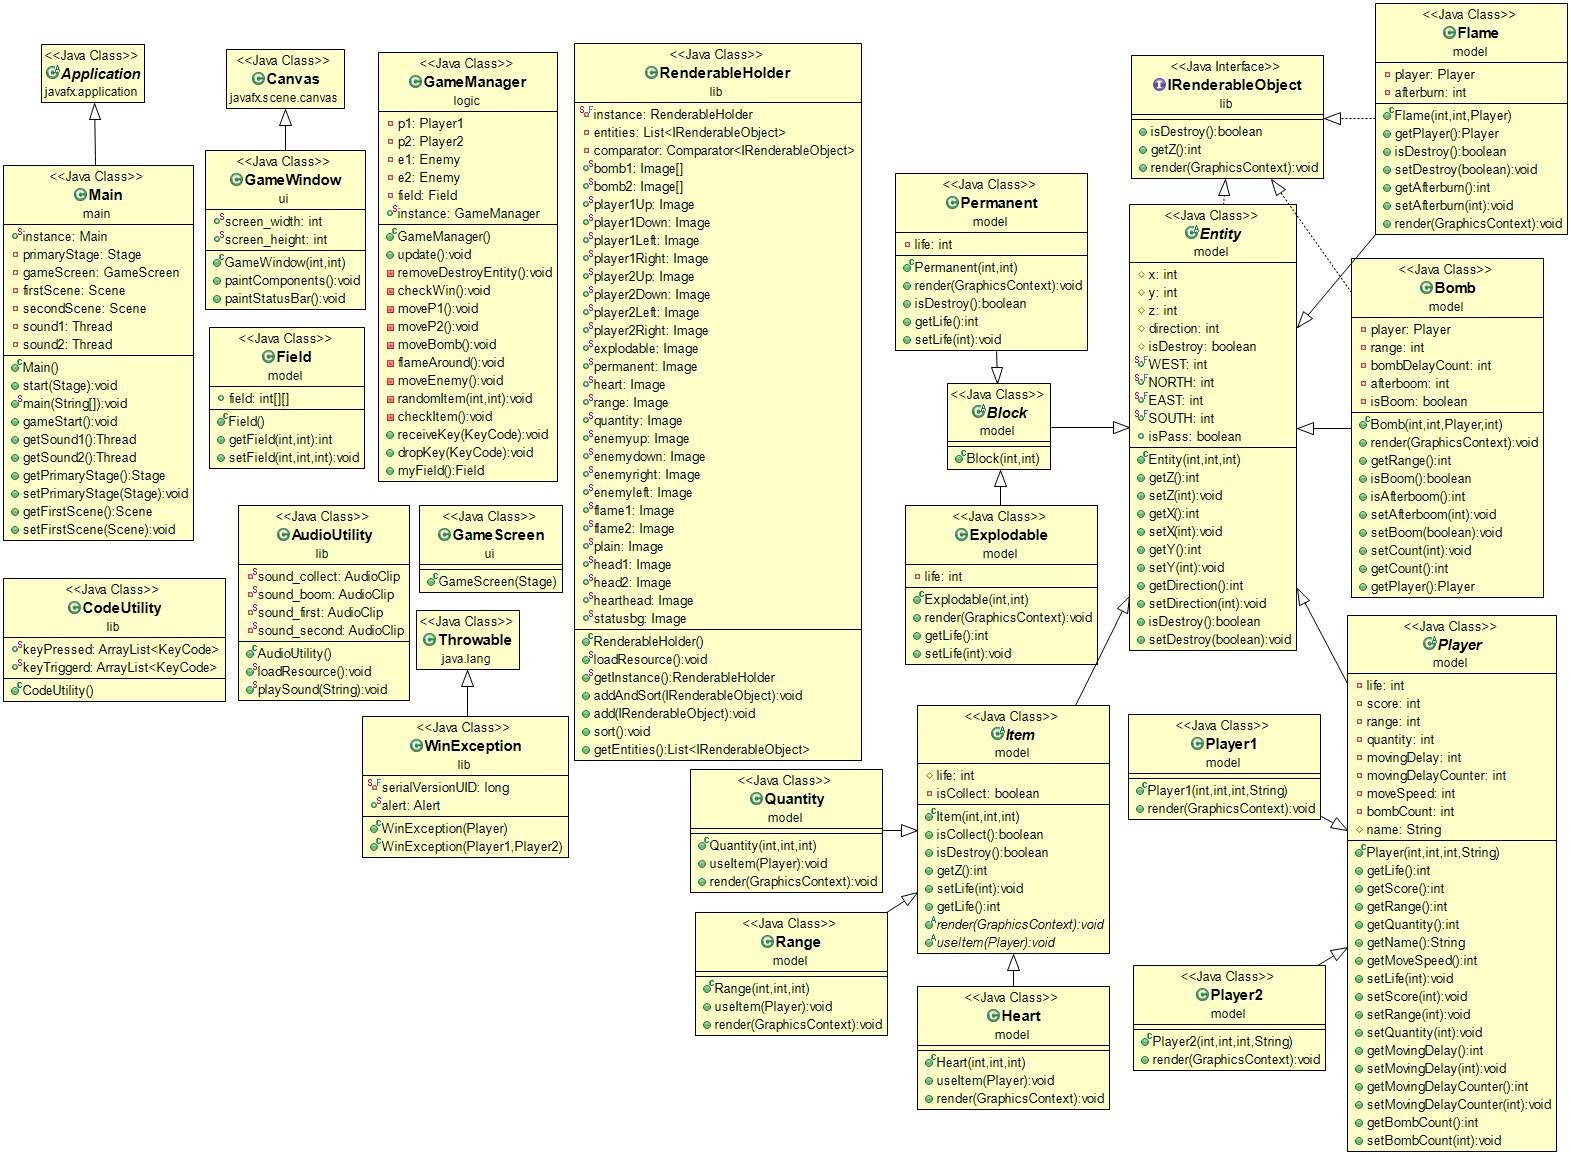 <<Java Class>>
Application
javafx.application
<<Java Class>>
Main
main
instance: Main
primaryStage: Stage
gameScreen: GameScreen
firstScene: Scene
secondScene: Scene
sound1: Thread
sound2: Thread
Main()
start(Stage):void
main(String[]):void
gameStart():void
getSound1():Thread
getSound2():Thread
getPrimaryStage():Stage
setPrimaryStage(Stage):void
getFirstScene():Scene
setFirstScene(Scene):void
<<Java Class>>
CodeUtility
lib
keyPressed: ArrayList<KeyCode>
keyTriggerd: ArrayList<KeyCode>
CodeUtility()
<<Java Class>>
Canvas
javafx.scene.canvas
<<Java Class>>
GameWindow
ui
screen_width: int
screen_height: int
GameWindow(int,int)
paintComponents():void
paintStatusBar():void
<<Java Class>>
Field
model
field: int[][]
Field()
getField(int,int):int
setField(int,int,int):void
<<Java Class>>
AudioUtility
lib
sound_collect: AudioClip
sound_boom: AudioClip
sound_first: AudioClip
sound_second: AudioClip
AudioUtility()
loadResource():void
playSound(String):void
<<Java Class>>
GameManager
logic
p1: Player1
p2: Player2
e1: Enemy
e2: Enemy
field: Field
instance: GameManager
GameManager()
update():void
removeDestroyEntity():void
checkWin():void
moveP1():void
moveP2():void
moveBomb():void
flameAround():void
moveEnemy():void
randomItem(int,int):void
checkItem():void
receiveKey(KeyCode):void
dropKey(KeyCode):void
myField():Field
<<Java Class>>
GameScreen
ui
GameScreen(Stage)
<<Java Class>>
Throwable
java.lang
<<Java Class>>
WinException
lib
serialVersionUID: long
alert: Alert
WinException(Player)
WinException(Player1,Player2)
<<Java Class>>
RenderableHolder
lib
instance: RenderableHolder
entities: List<IRenderableObject>
comparator: Comparator<IRenderableObject>
bomb1: Image[]
bomb2: Image[]
player1Up: Image
player1Down: Image
player1Left: Image
player1Right: Image
player2Up: Image
player2Down: Image
player2Left: Image
player2Right: Image
explodable: Image
permanent: Image
heart: Image
range: Image
quantity: Image
enemyup: Image
enemydown: Image
enemyright: Image
enemyleft: Image
flame1: Image
flame2: Image
plain: Image
head1: Image
head2: Image
hearthead: Image
statusbg: Image
RenderableHolder()
loadResource():void
getInstance():RenderableHolder
addAndSort(IRenderableObject):void
add(IRenderableObject):void
sort():void
getEntities():List<IRenderableObject>
<<Java Class>>
Quantity
model
Quantity(int,int,int)
useItem(Player):void
render(GraphicsContext):void
<<Java Class>>
Range
model
Range(int,int,int)
useItem(Player):void
render(GraphicsContext):void
<<Java Class>>
Permanent
model
life: int
Permanent(int,int)
render(GraphicsContext):void
isDestroy():boolean
getLife():int
setLife(int):void
<<Java Class>>
Block
model
Block(int,int)
<<Java Class>>
Explodable
model
life: int
Explodable(int,int)
render(GraphicsContext):void
getLife():int
setLife(int):void
<<Java Class>>
Item
model
life: int
isCollect: boolean
Item(int,int,int)
isCollect():boolean
isDestroy():boolean
getZ():int
setLife(int):void
getLife():int
render(GraphicsContext):void
useItem(Player):void
<<Java Class>>
Heart
model
Heart(int,int,int)
useItem(Player):void
render(GraphicsContext):void
<<Java Interface>>
IRenderableObject
lib
isDestroy():boolean
getZ():int
render(GraphicsContext):void
<<Java Class>>
Entity
model
x: int
y: int
z: int
direction: int
isDestroy: boolean
WEST: int
NORTH: int
EAST: int
SOUTH: int
isPass: boolean
Entity(int,int,int)
getZ():int
setZ(int):void
getX():int
setX(int):void
getY():int
setY(int):void
getDirection():int
setDirection(int):void
isDestroy():boolean
setDestroy(boolean):void
<<Java Class>>
Player1
model
Player1(int,int,int,String)
render(GraphicsContext):void
<<Java Class>>
Player2
model
Player2(int,int,int,String)
render(GraphicsContext):void
<<Java Class>>
Flame
model
player: Player
afterburn: int
Flame(int,int,Player)
getPlayer():Player
isDestroy():boolean
setDestroy(boolean):void
getAfterburn():int
setAfterburn(int):void
render(GraphicsContext):void
<<Java Class>>
Bomb
model
player: Player
range: int
bombDelayCount: int
afterboom: int
isBoom: boolean
Bomb(int,int,Player,int)
render(GraphicsContext):void
getRange():int
isBoom():boolean
isAfterboom():int
setAfterboom(int):void
setBoom(boolean):void
setCount(int):void
getCount():int
getPlayer():Player
<<Java Class>>
Player
model
life: int
score: int
range: int
quantity: int
movingDelay: int
movingDelayCounter: int
moveSpeed: int
bombCount: int
name: String
Player(int,int,int,String)
getLife():int
getScore():int
getRange():int
getQuantity():int
getName():String
getMoveSpeed():int
setLife(int):void
setScore(int):void
setRange(int):void
setQuantity(int):void
getMovingDelay():int
setMovingDelay(int):void
getMovingDelayCounter():int
setMovingDelayCounter(int):void
getBombCount():int
setBombCount(int):void